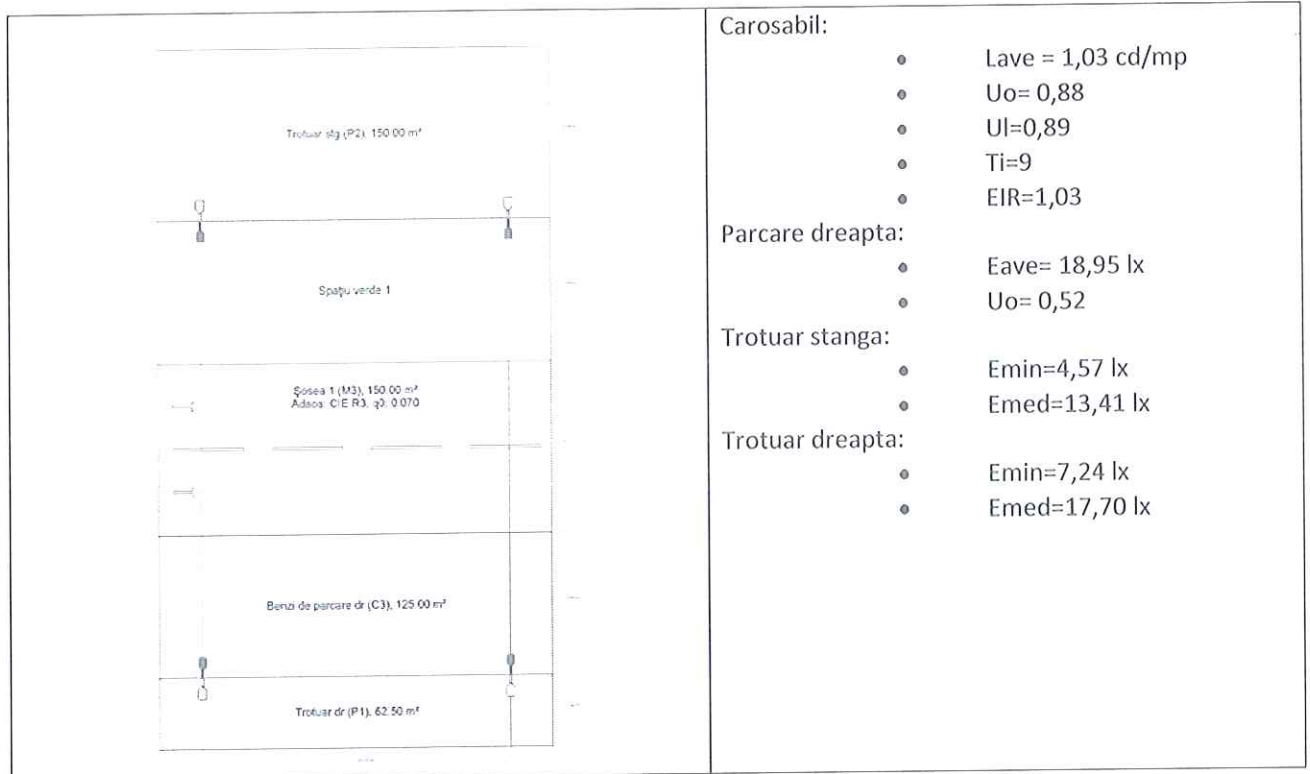 Trotuar stg (P2), 150.00 m²
Spațiu verde 1
Șosea 1 (M3), 150.00 m²
Adaos: CIE R3, q0: 0.070
Benzi de parcare dr (C3), 125.00 m²
Trotuar dr (P1), 62.50 m²
Carosabil:
Lave = 1,03 cd/mp
Uo= 0,88
Ul=0,89
Ti=9
EIR=1,03
Parcare dreapta:
Eave= 18,95 lx
Uo= 0,52
Trotuar stanga:
Emin=4,57 lx
Emed=13,41 lx
Trotuar dreapta:
Emin=7,24 lx
Emed=17,70 lx